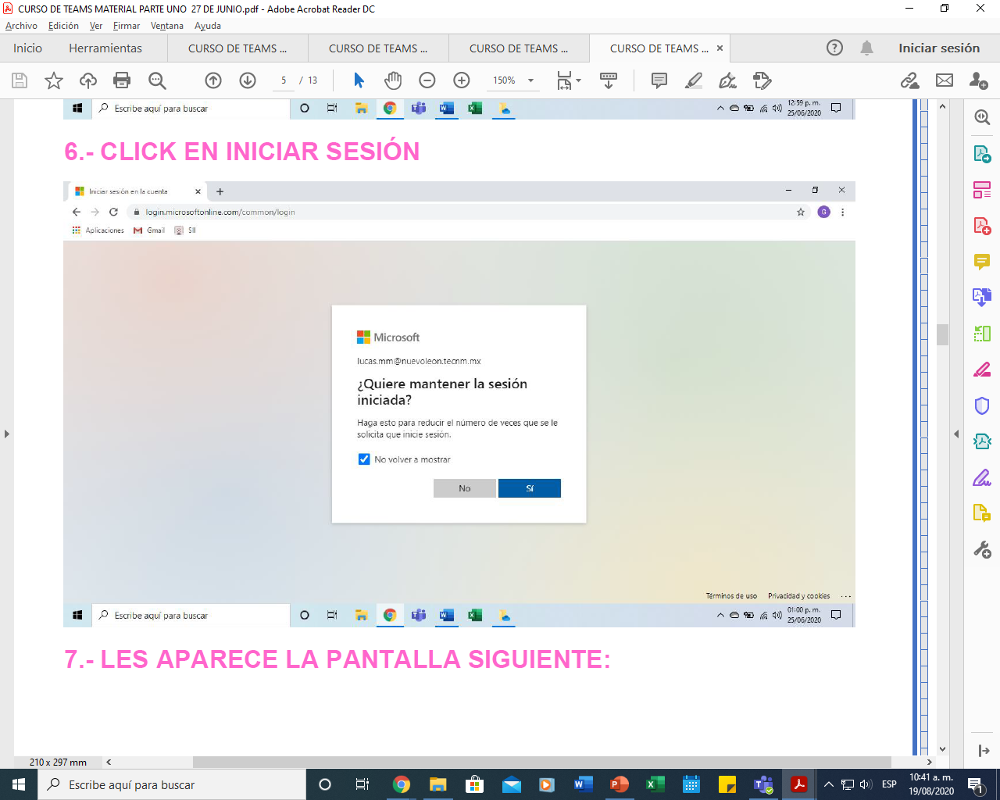 CURSO DE TEAMS MATERIAL PARTE UNO  27 DE JUNIO.pdf - Adobe Acrobat Reader DC
Archivo Edición Ver Firmar Ventana Ayuda
Inicio Herramientas CURSO DE TEAMS ... CURSO DE TEAMS ... CURSO DE TEAMS ... CURSO DE TEAMS ... Iniciar sesión
5 / 13 150%
Escribe aquí para buscar 12:59 p. m.
25/06/2020
6.- CLICK EN INICIAR SESIÓN
Iniciar sesión en la cuenta
login.microsoftonline.com/common/login G
Aplicaciones Gmail SII
Microsoft
lucas.mm@nuevoleon.tecnm.mx
¿Quiere mantener la sesión
iniciada?
Haga esto para reducir el número de veces que se le
solicita que inicie sesión.
No volver a mostrar
No Sí
Términos de uso Privacidad y cookies ...
Escribe aquí para buscar 01:00 p. m.
25/06/2020
7.- LES APARECE LA PANTALLA SIGUIENTE:
210 x 297 mm
Escribe aquí para buscar ESP 10:41 a. m.
19/08/2020 1